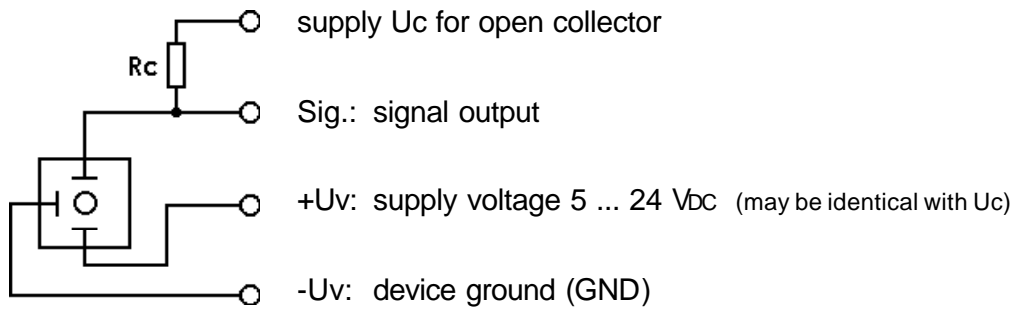 supply Uc for open collector
Rc
Sig.: signal output
+Uv: supply voltage 5 ... 24 VDC (may be identical with Uc)
-Uv: device ground (GND)